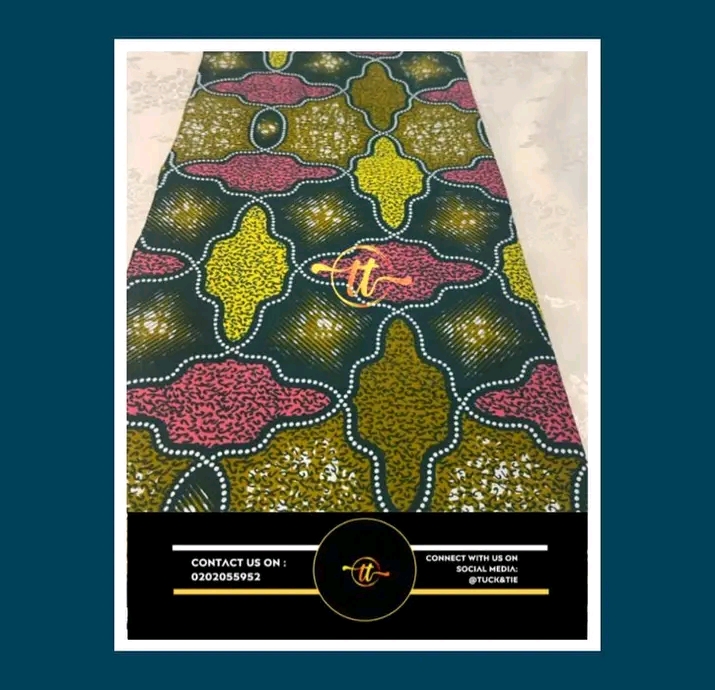 tt
CONTACT US ON :
0202055952
tt
CONNECT WITH US ON
SOCIAL MEDIA:
@TUCK&TIE